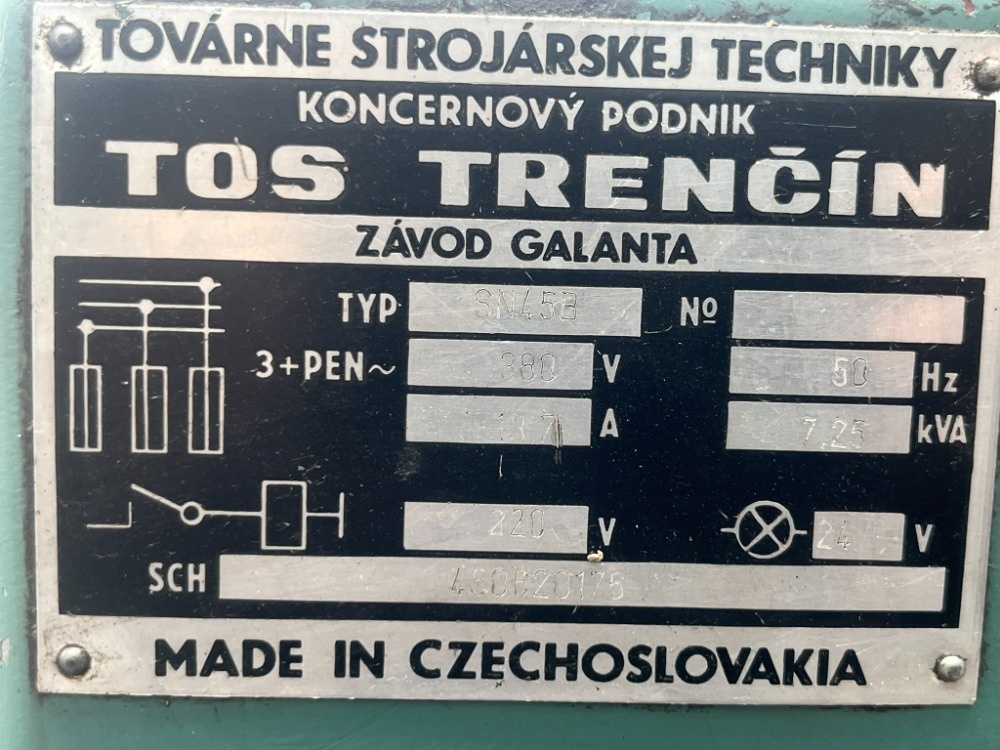 TOVÁRNE STROJÁRSKEJ TECHNIKY
KONCERNOVÝ PODNIK
TOS TRENČÍN
ZÁVOD GALANTA
TYP SN45B Nº
3+PEN~ 380 V 50 Hz
A 7,25 kVA
220 V 24 V
SCH
MADE IN CZECHOSLOVAKIA